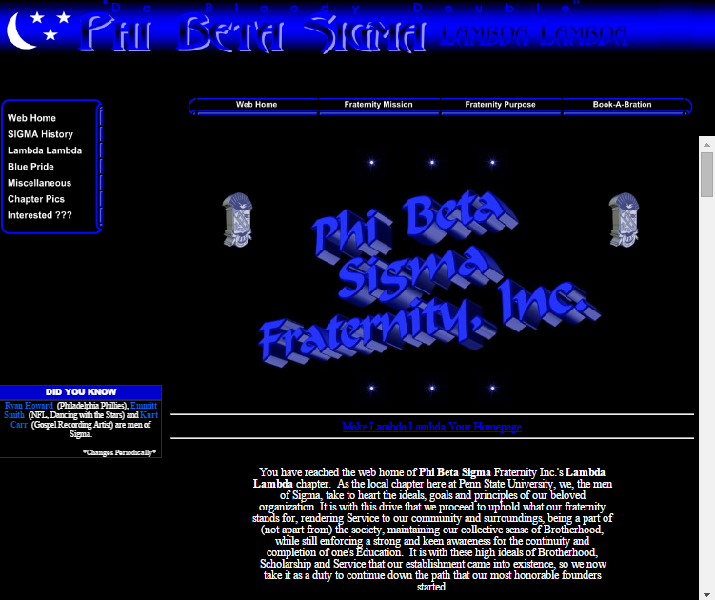 "Da Bloody Double"
PHI BETA SIGMA LAMBDA LAMBDA
Web Home Fraternity Mission Fraternity Purpose Book-A-Bration
Web Home
SIGMA History
Lambda Lambda
Blue Pride
Miscellaneous
Chapter Pics
Interested ???
Phi Beta
Sigma
Fraternity, Inc.
DID YOU KNOW
Ryan Howard (Philadelphia Phillies), Emmitt
Smith (NFL, Dancing with the Stars) and Kurt
Carr (Gospel Recording Artist) are men of
Sigma.
*Changes Periodically*
Make Lambda Lambda Your Homepage
You have reached the web home of Phi Beta Sigma Fraternity Inc.'s Lambda
Lambda chapter. As the local chapter here at Penn State University, we, the men
of Sigma, take to heart the ideals, goals and principles of our beloved
organization. It is with this drive that we proceed to uphold what our fraternity
stands for, rendering Service to our community and surroundings, being a part of
(not apart from) the society, maintaining our collective sense of Brotherhood,
while still enforcing a strong and keen awareness for the continuity and
completion of one's Education. It is with these high ideals of Brotherhood,
Scholarship and Service that our establishment came into existence, so we now
take it as a duty to continue down the path that our most honorable founders
started